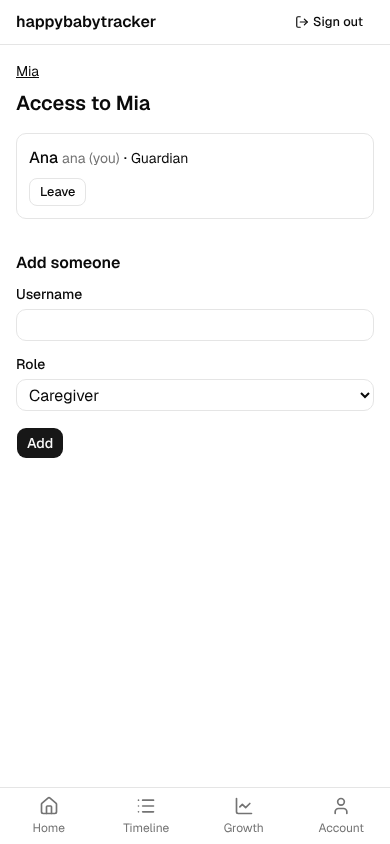 happybabytracker
Sign out
Mia
Access to Mia
Ana ana (you) · Guardian
Leave
Add someone
Username
Role
Caregiver
Add
Home Timeline Growth Account